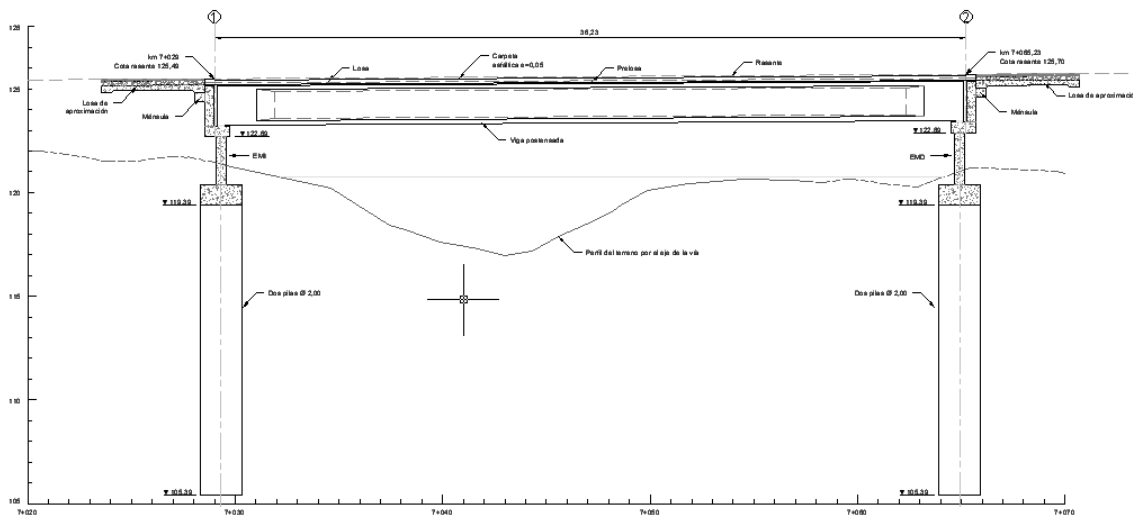 1
2
36,23
km 7+029
Cota rasante 125,49
Losa
Carpeta
asfáltica e=0,05
Prelosa
Rasante
km 7+065,23
Cota rasante 125,70
Losa de
aproximación
Ménsula
Ménsula
Losa de aproximación
122,69
Viga postensada
122,69
EMI
EMD
119,39
119,39
Perfil del terreno por el eje de la vía
Dos pilas Ø 2,00
Dos pilas Ø 2,00
105,39
105,39
125
120
115
110
105
7+020
7+030
7+040
7+050
7+060
7+070